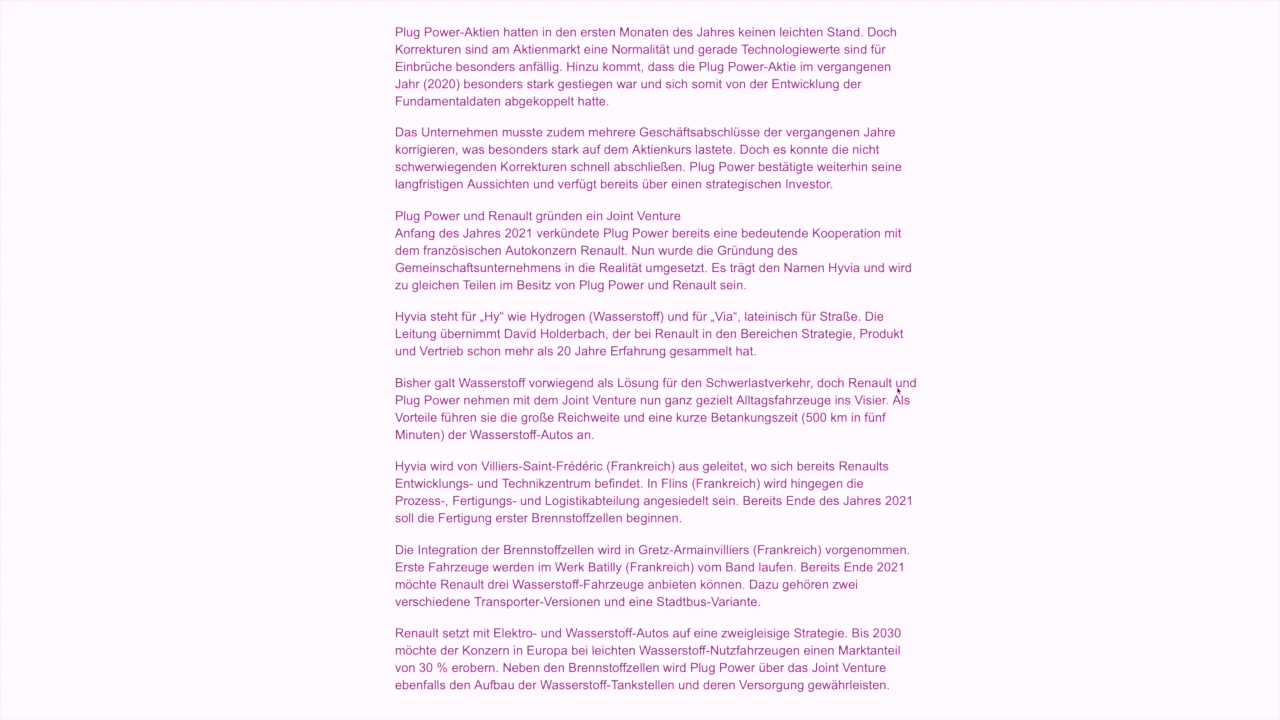 Plug Power-Aktien hatten in den ersten Monaten des Jahres keinen leichten Stand. Doch
Korrekturen sind am Aktienmarkt eine Normalität und gerade Technologiewerte sind für
Einbrüche besonders anfällig. Hinzu kommt, dass die Plug Power-Aktie im vergangenen
Jahr (2020) besonders stark gestiegen war und sich somit von der Entwicklung der
Fundamentaldaten abgekoppelt hatte.
Das Unternehmen musste zudem mehrere Geschäftsabschlüsse der vergangenen Jahre
korrigieren, was besonders stark auf dem Aktienkurs lastete. Doch es konnte die nicht
schwerwiegenden Korrekturen schnell abschließen. Plug Power bestätigte weiterhin seine
langfristigen Aussichten und verfügt bereits über einen strategischen Investor.
Plug Power und Renault gründen ein Joint Venture
Anfang des Jahres 2021 verkündete Plug Power bereits eine bedeutende Kooperation mit
dem französischen Autokonzern Renault. Nun wurde die Gründung des
Gemeinschaftsunternehmens in die Realität umgesetzt. Es trägt den Namen Hyvia und wird
zu gleichen Teilen im Besitz von Plug Power und Renault sein.
Hyvia steht für „Hy“ wie Hydrogen (Wasserstoff) und für „Via“, lateinisch für Straße. Die
Leitung übernimmt David Holderbach, der bei Renault in den Bereichen Strategie, Produkt
und Vertrieb schon mehr als 20 Jahre Erfahrung gesammelt hat.
Bisher galt Wasserstoff vorwiegend als Lösung für den Schwerlastverkehr, doch Renault und
Plug Power nehmen mit dem Joint Venture nun ganz gezielt Alltagsfahrzeuge ins Visier. Als
Vorteile führen sie die große Reichweite und eine kurze Betankungszeit (500 km in fünf
Minuten) der Wasserstoff-Autos an.
Hyvia wird von Villiers-Saint-Frédéric (Frankreich) aus geleitet, wo sich bereits Renaults
Entwicklungs- und Technikzentrum befindet. In Flins (Frankreich) wird hingegen die
Prozess-, Fertigungs- und Logistikabteilung angesiedelt sein. Bereits Ende des Jahres 2021
soll die Fertigung erster Brennstoffzellen beginnen.
Die Integration der Brennstoffzellen wird in Gretz-Armainvilliers (Frankreich) vorgenommen.
Erste Fahrzeuge werden im Werk Batilly (Frankreich) vom Band laufen. Bereits Ende 2021
möchte Renault drei Wasserstoff-Fahrzeuge anbieten können. Dazu gehören zwei
verschiedene Transporter-Versionen und eine Stadtbus-Variante.
Renault setzt mit Elektro- und Wasserstoff-Autos auf eine zweigleisige Strategie. Bis 2030
möchte der Konzern in Europa bei leichten Wasserstoff-Nutzfahrzeugen einen Marktanteil
von 30 % erobern. Neben den Brennstoffzellen wird Plug Power über das Joint Venture
ebenfalls den Aufbau der Wasserstoff-Tankstellen und deren Versorgung gewährleisten.